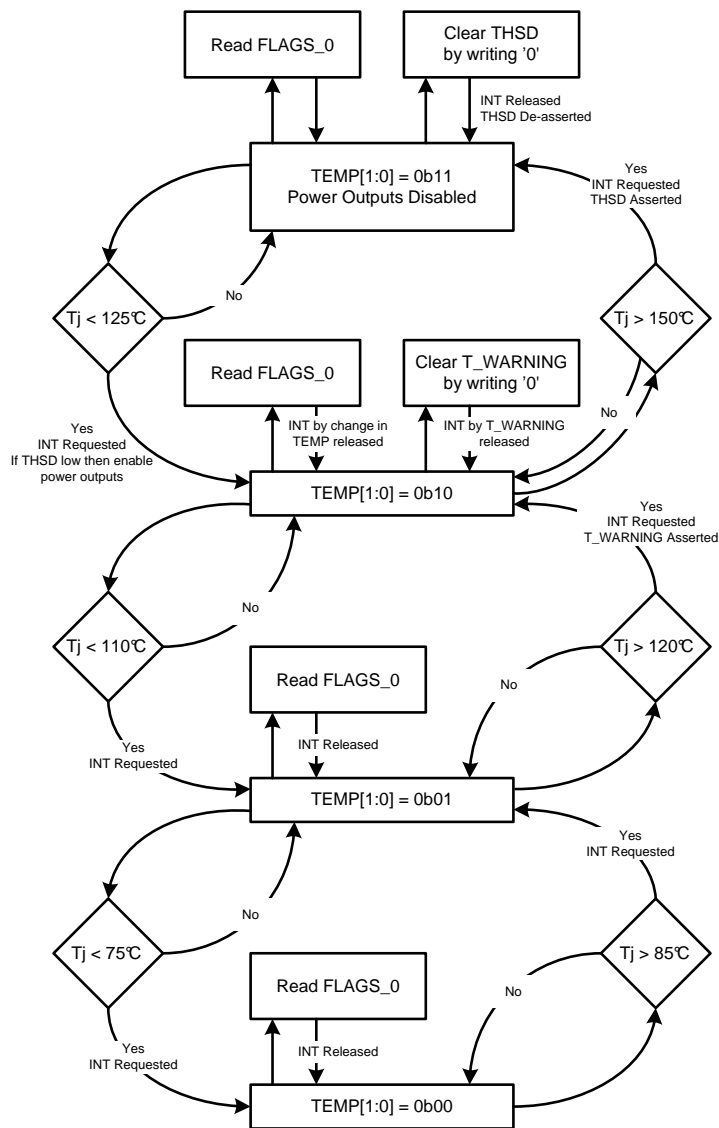 Read FLAGS_0
Clear THSD
by writing '0'
INT Released
THSD De-asserted
TEMP[1:0] = 0b11
Power Outputs Disabled
Yes
INT Requested
THSD Asserted
No
Tj < 125°C
Tj > 150°C
Read FLAGS_0
Clear T_WARNING
by writing '0'
No
Yes
INT Requested
If THSD low then enable
power outputs
INT by change in
TEMP released
INT by T_WARNING
released
TEMP[1:0] = 0b10
Yes
INT Requested
T_WARNING Asserted
No
Tj < 110°C
Tj > 120°C
Read FLAGS_0
No
INT Released
Yes
INT Requested
TEMP[1:0] = 0b01
Yes
INT Requested
No
Tj < 75°C
Tj > 85°C
Read FLAGS_0
No
INT Released
Yes
INT Requested
TEMP[1:0] = 0b00